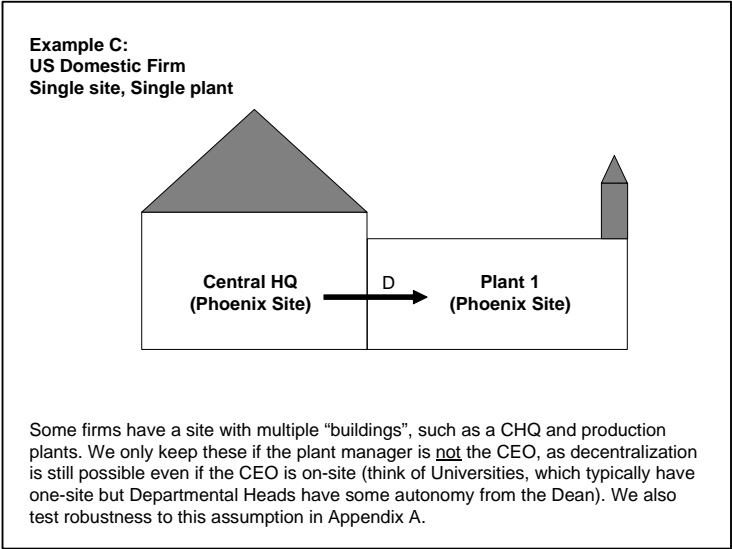 Example C:
US Domestic Firm
Single site, Single plant
Central HQ
(Phoenix Site)
D
Plant 1
(Phoenix Site)
Some firms have a site with multiple “buildings”, such as a CHQ and production
plants. We only keep these if the plant manager is not the CEO, as decentralization
is still possible even if the CEO is on-site (think of Universities, which typically have
one-site but Departmental Heads have some autonomy from the Dean). We also
test robustness to this assumption in Appendix A.